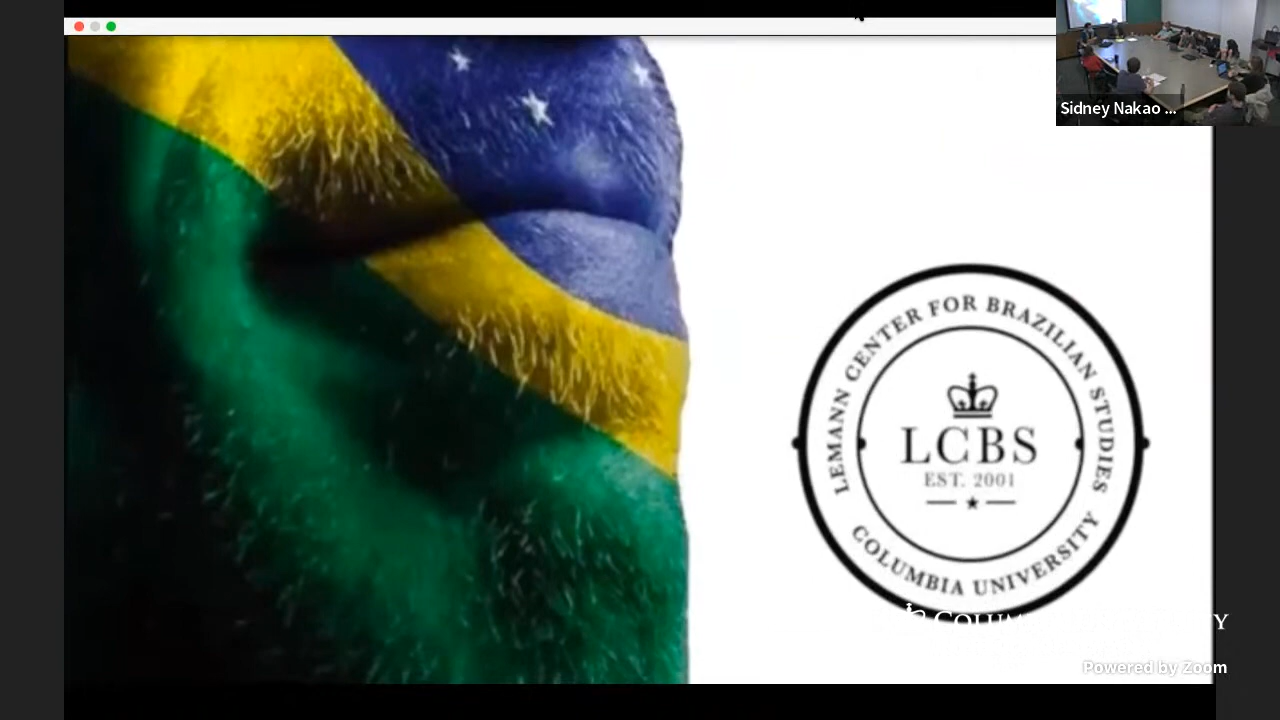 Sidney Nakao ...
LEMANN CENTER FOR BRAZILIAN STUDIES
LCBS
EST. 2001
COLUMBIA UNIVERSITY
Powered by Zoom